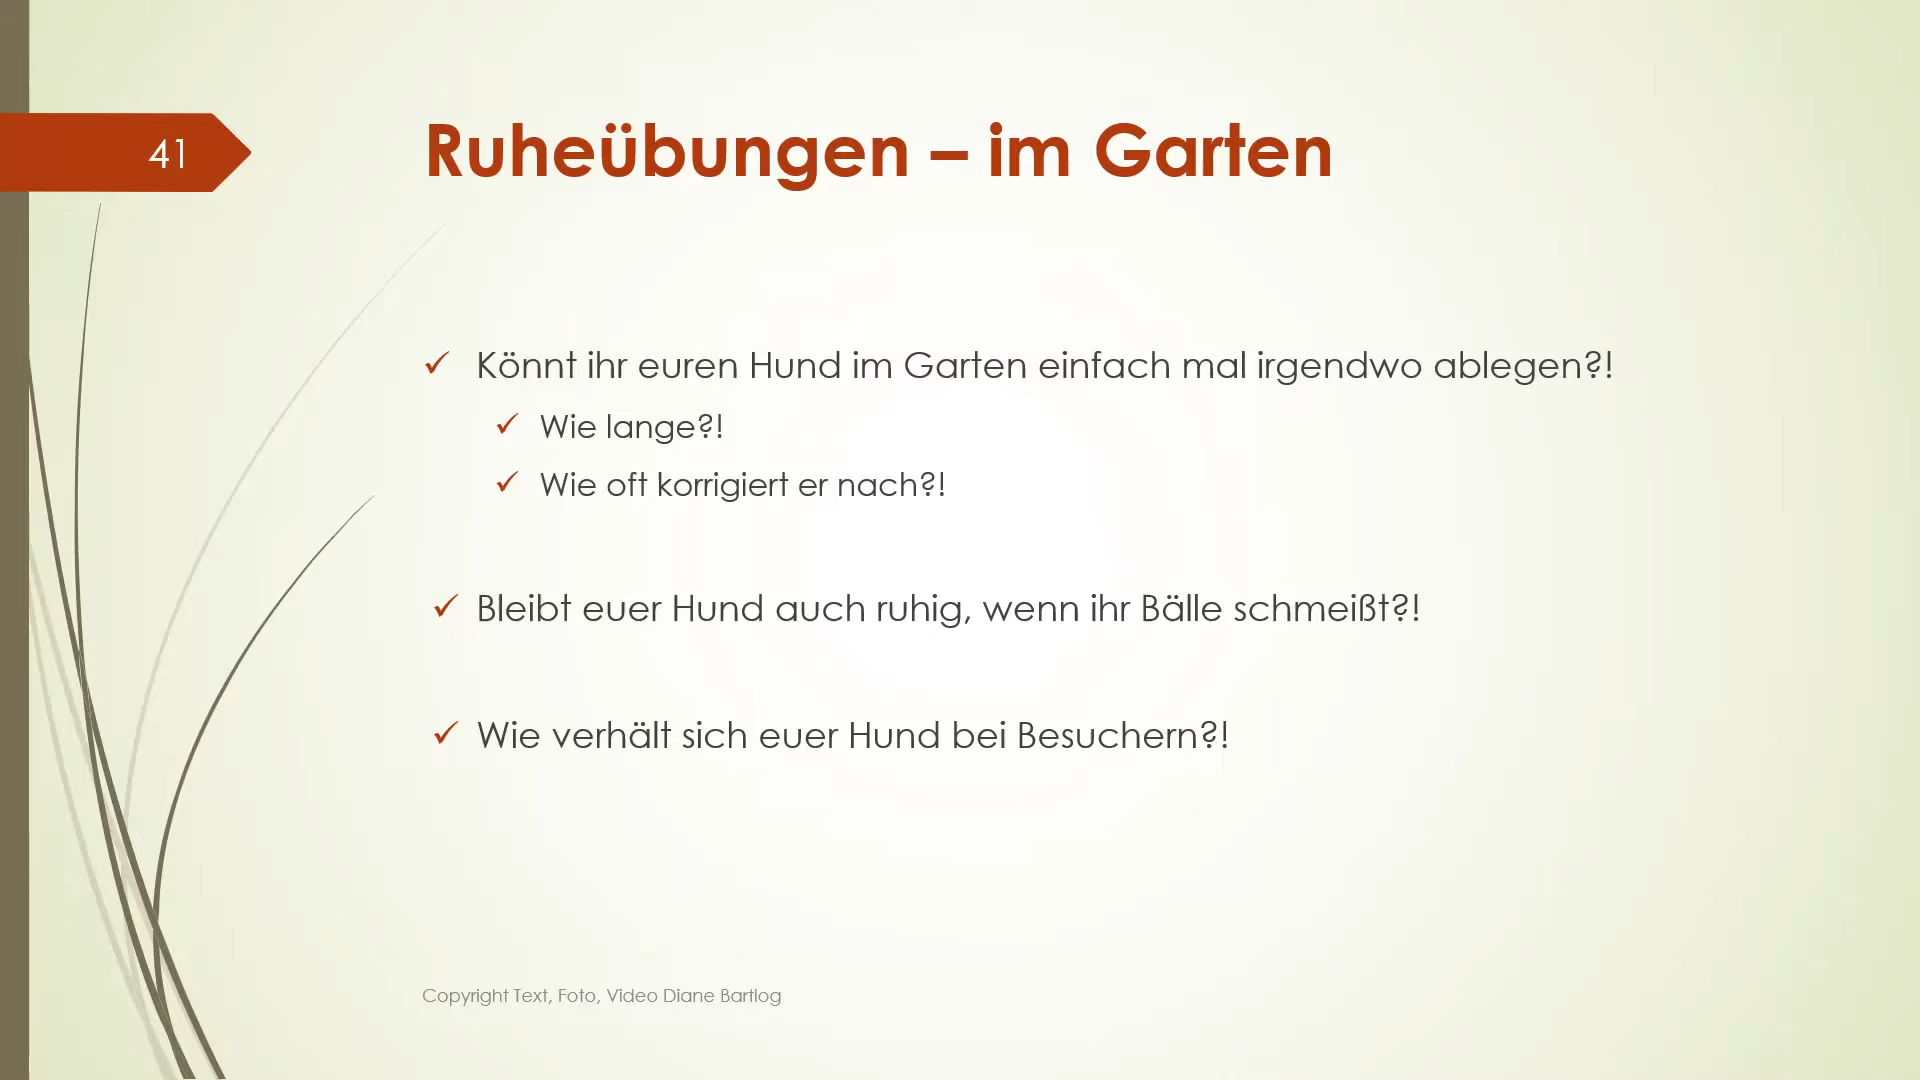 41
Ruheübungen – im Garten
Könnt ihr euren Hund im Garten einfach mal irgendwo ablegen?!
Wie lange?!
Wie oft korrigiert er nach?!
Bleibt euer Hund auch ruhig, wenn ihr Bälle schmeißt?!
Wie verhält sich euer Hund bei Besuchern?!
Copyright Text, Foto, Video Diane Bartlog